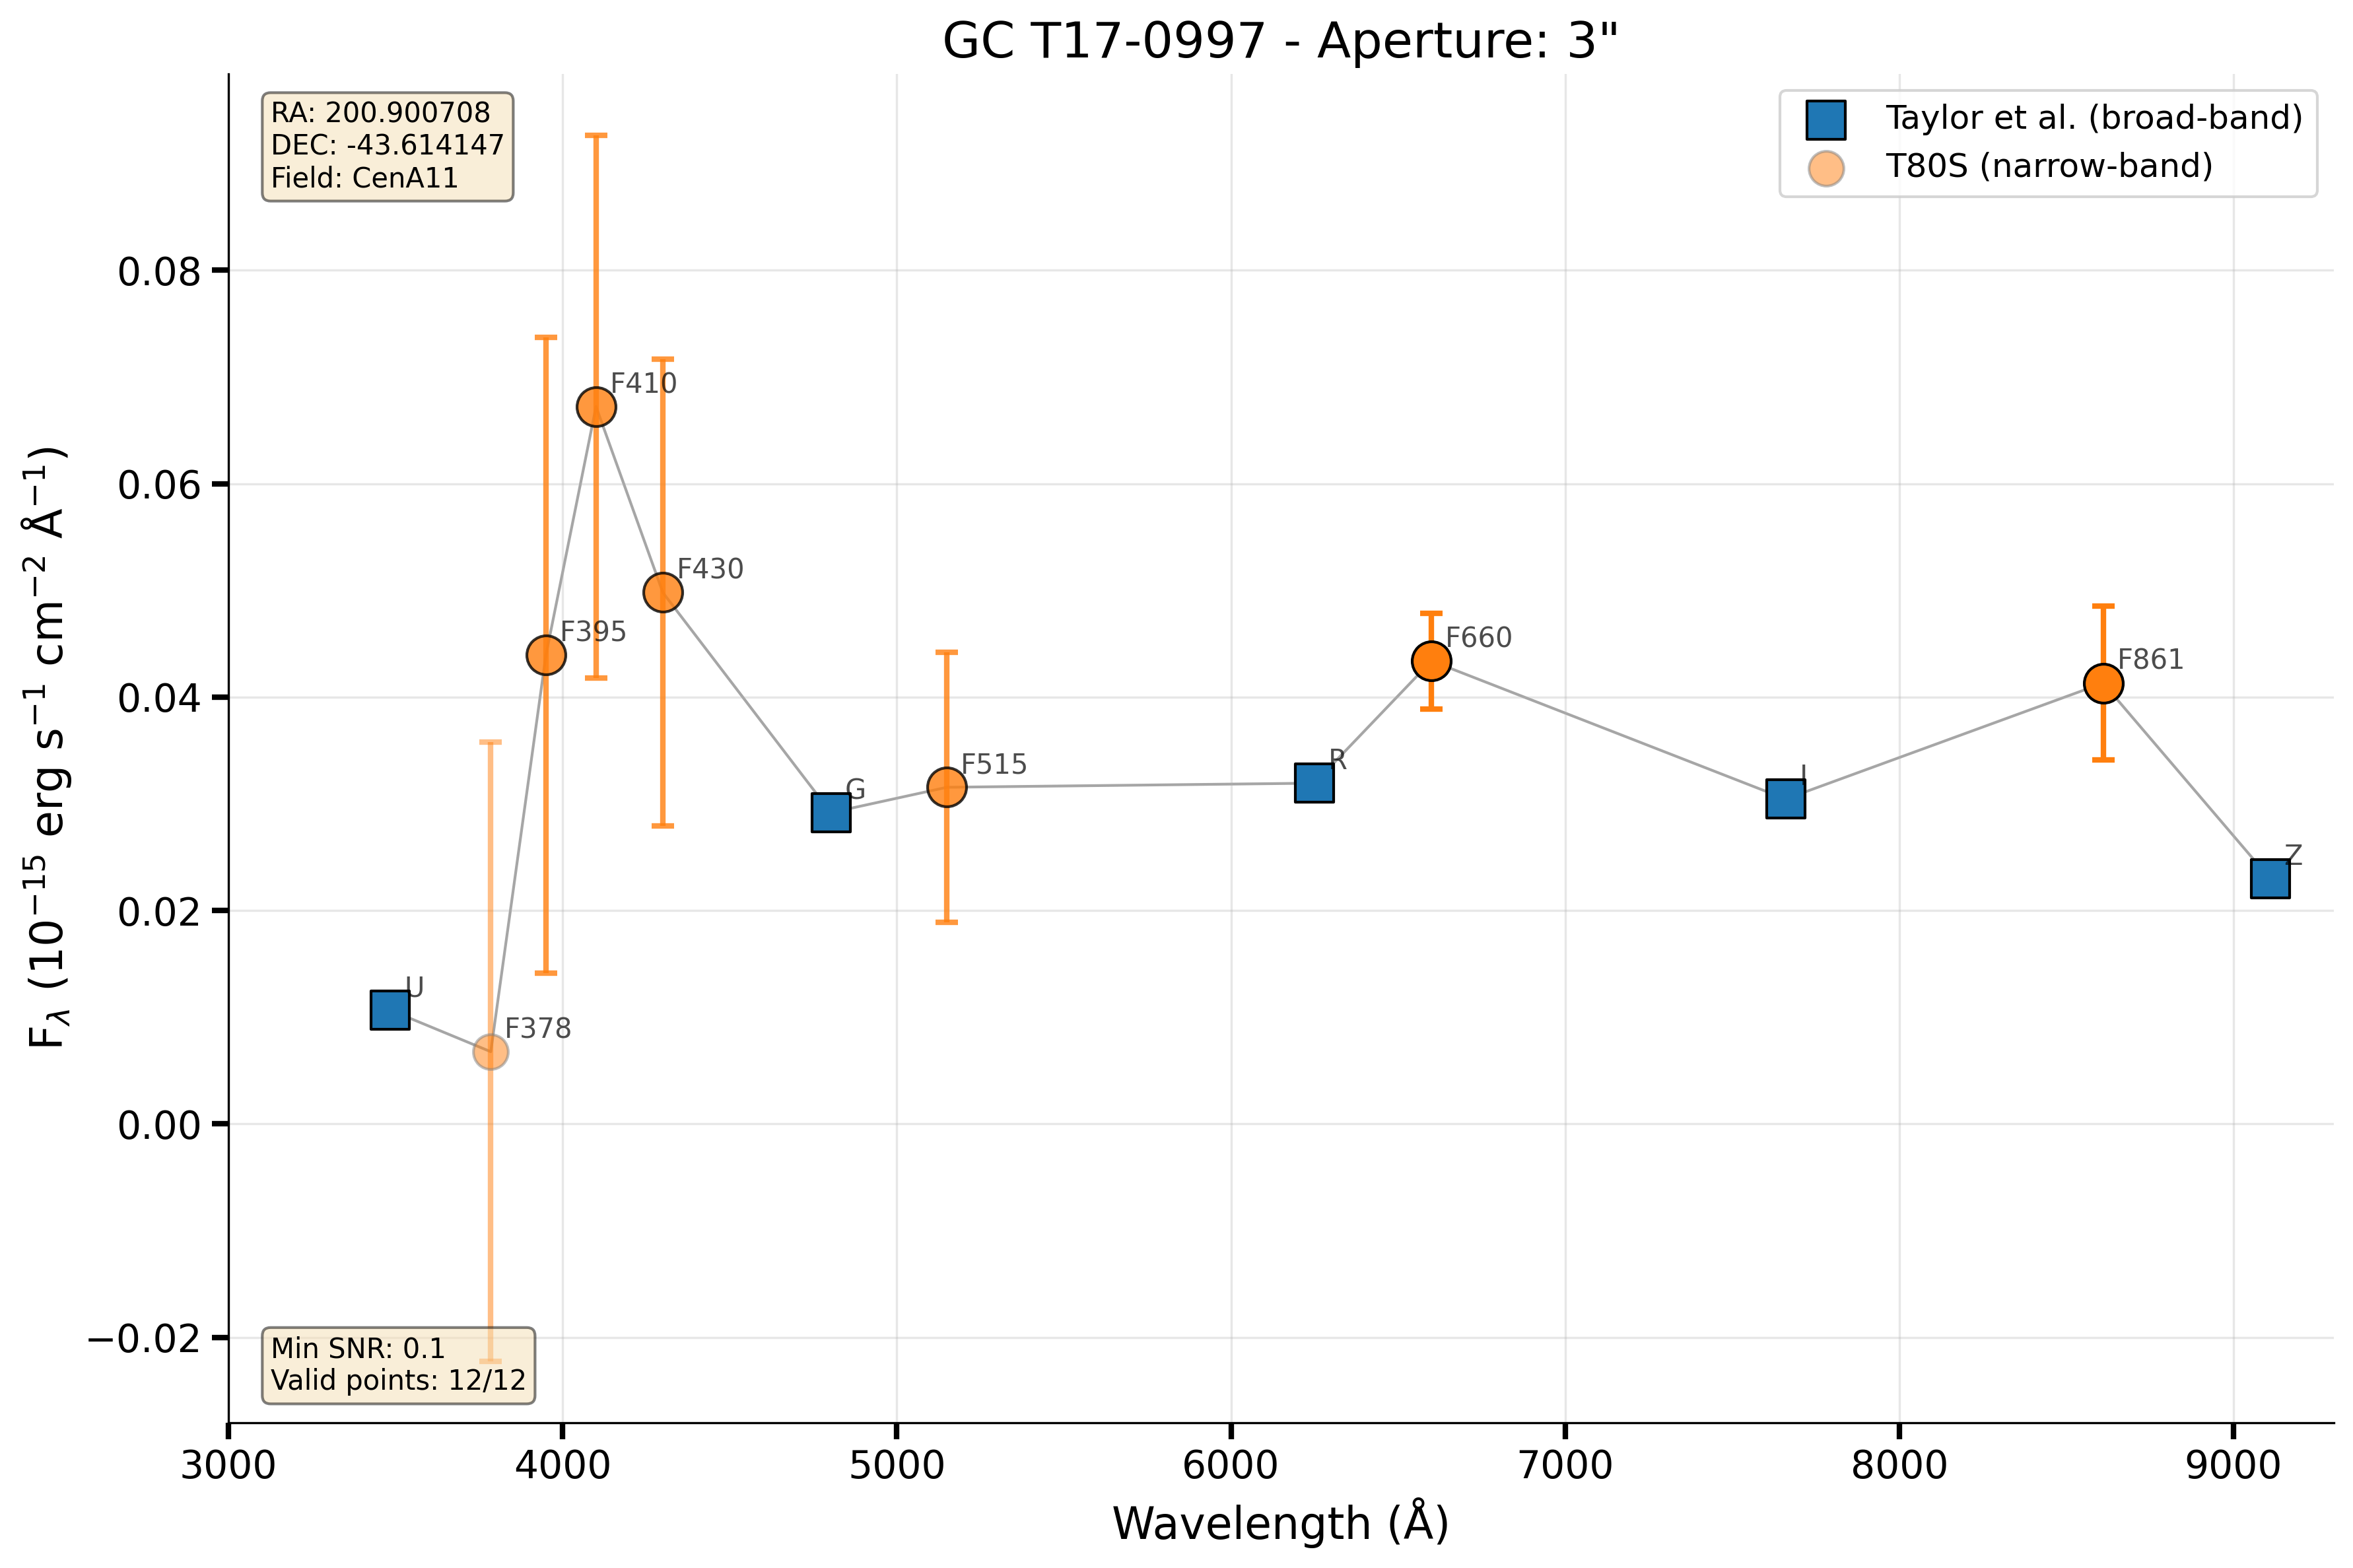 GC T17-0997 - Aperture: 3"
RA: 200.900708
DEC: -43.614147
Field: CenA11
Taylor et al. (broad-band)
T80S (narrow-band)
F_λ (10⁻¹⁵ erg s⁻¹ cm⁻² Å⁻¹)
0.08
0.06
0.04
0.02
0.00
−0.02
U
F378
F395
F410
F430
G
F515
R
F660
I
F861
Z
Min SNR: 0.1
Valid points: 12/12
3000 4000 5000 6000 7000 8000 9000
Wavelength (Å)